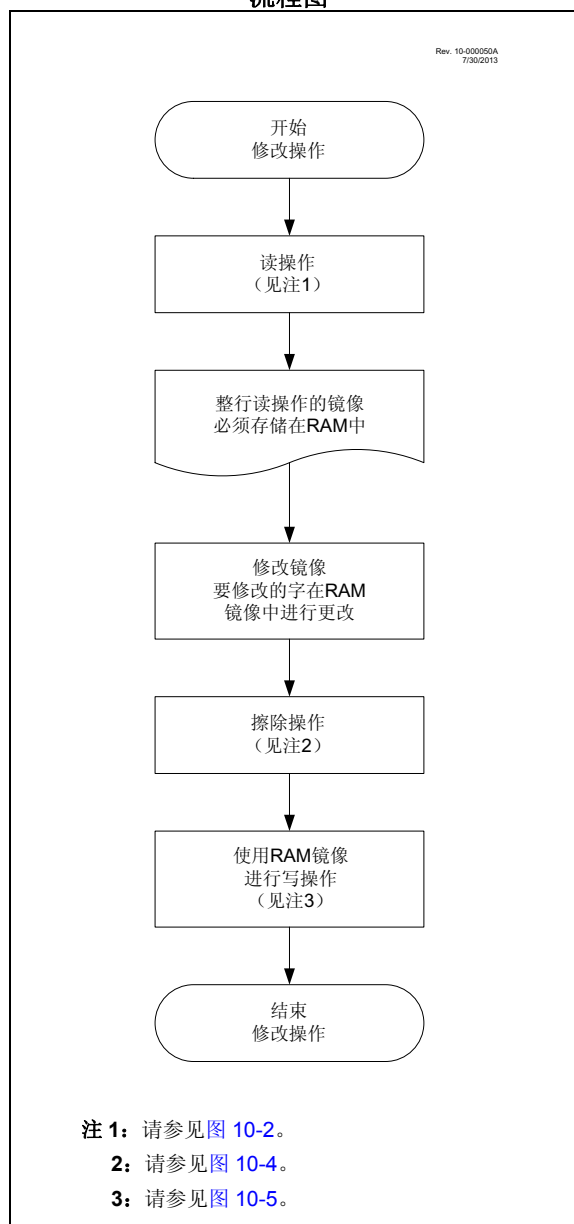 流程图
Rev. 10-000050A
7/30/2013
开始
修改操作
读操作
（见注1）
整行读操作的镜像
必须存储在RAM中
修改镜像
要修改的字在RAM
镜像中进行更改
擦除操作
（见注2）
使用RAM镜像
进行写操作
（见注3）
结束
修改操作
注 1：请参见图 10-2。
2：请参见图 10-4。
3：请参见图 10-5。